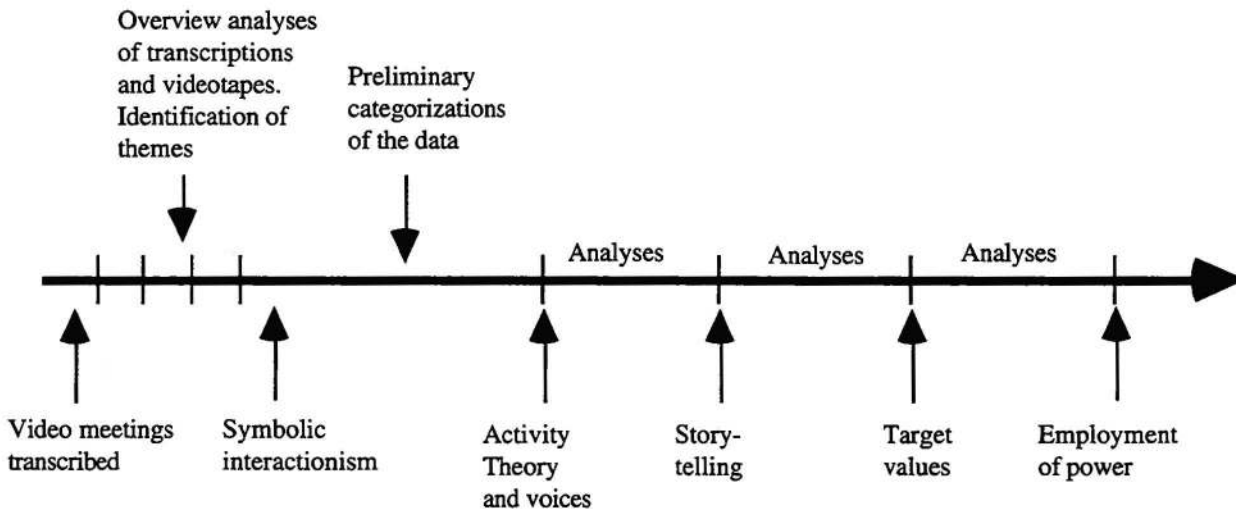 Overview analyses
of transcriptions
and videotapes.
Identification of
themes
Preliminary
categorizations
of the data
Analyses
Analyses
Analyses
Video meetings
transcribed
Symbolic
interactionism
Activity
Theory
and voices
Story-
telling
Target
values
Employment
of power